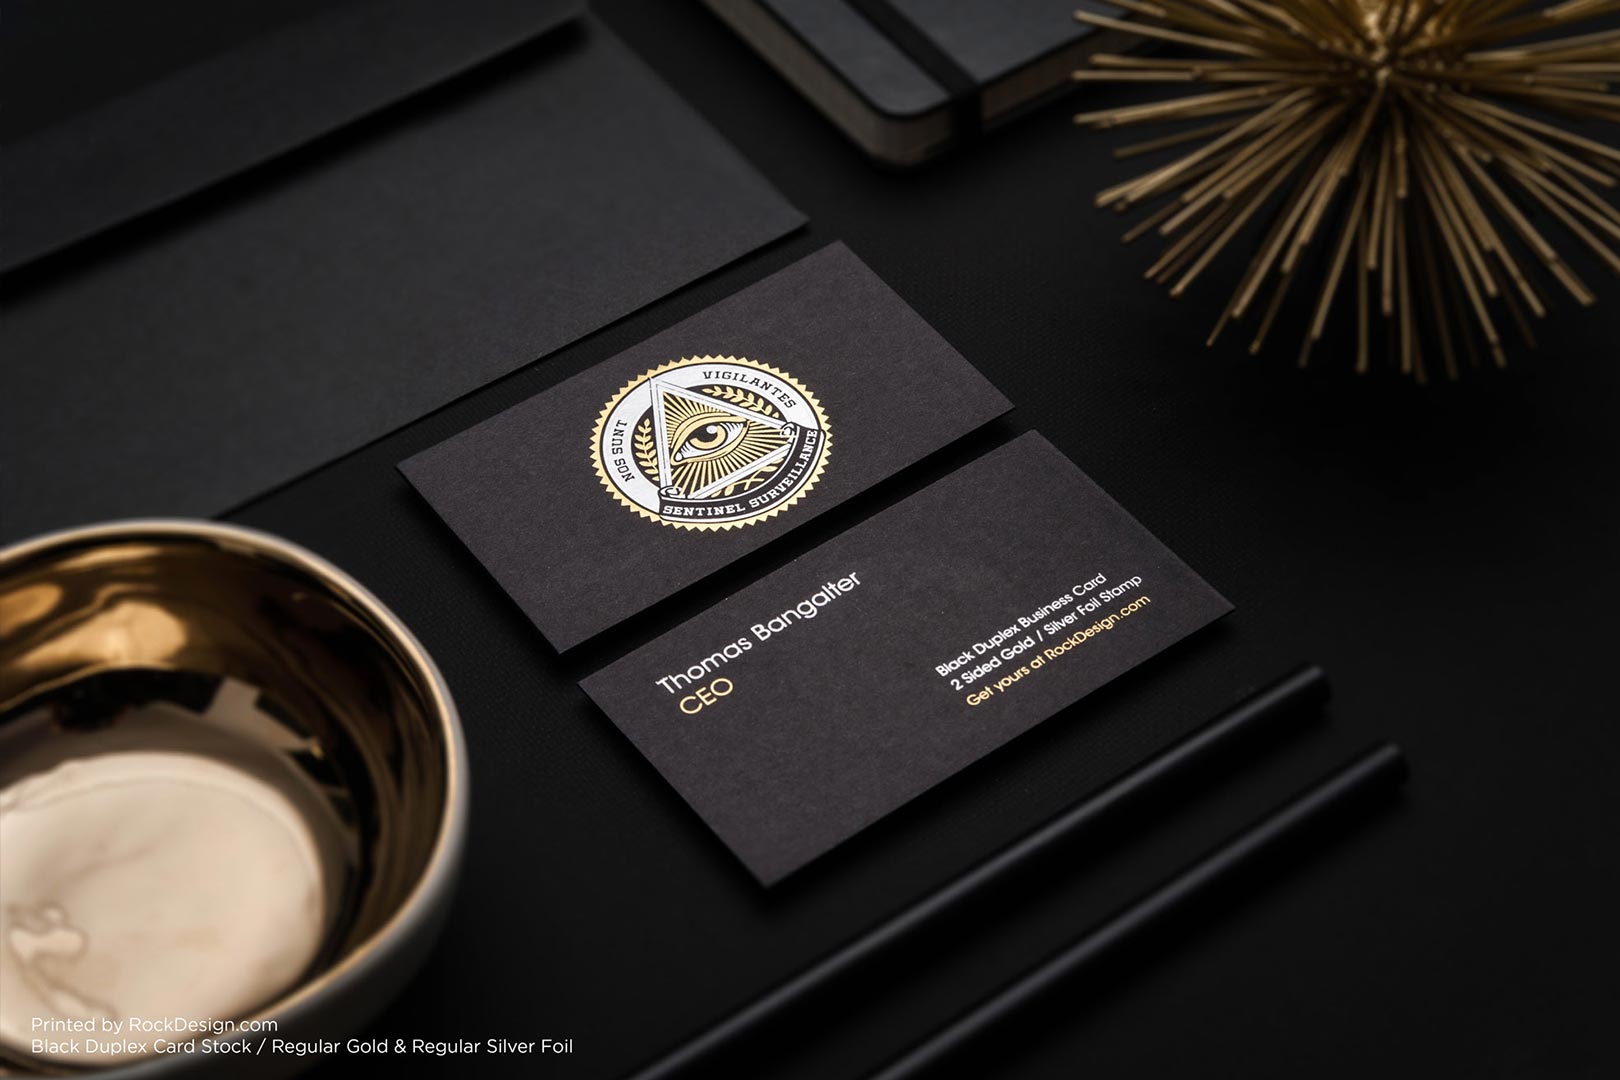 NOS SUNT
VIGILANTES
SENTINEL SURVEILLANCE
Thomas Bangalter
CEO
Black Duplex Business Card
2 Sided Gold / Silver Foil Stamp
Get yours at RockDesign.com
Printed by RockDesign.com
Black Duplex Card Stock / Regular Gold & Regular Silver Foil